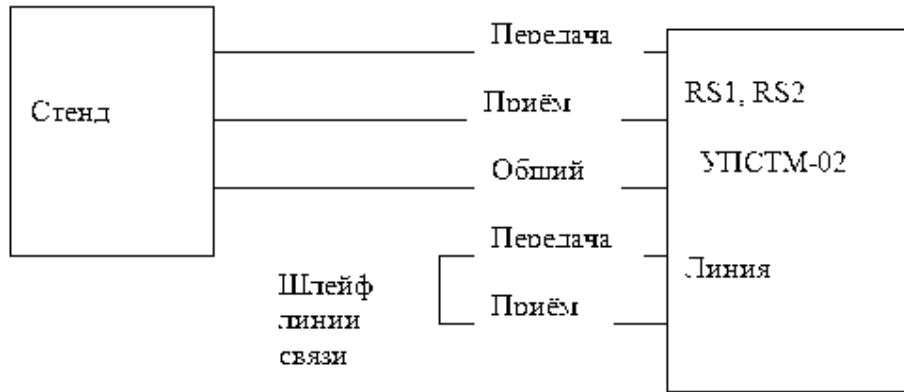 Передача
Стенд
Приём
RS1, RS2
УПСТМ-02
Общий
Передача
Линия
Шлейф
линии
связи
Приём